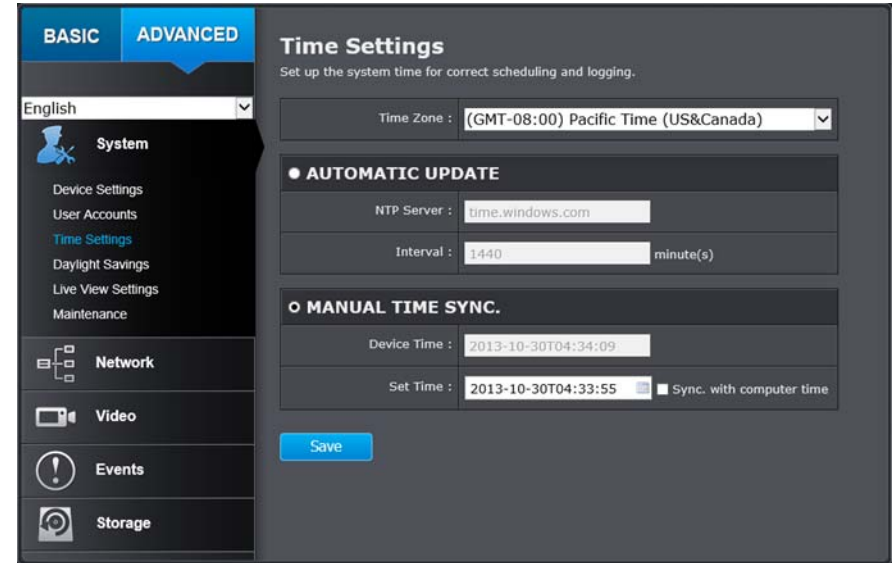 BASIC
ADVANCED
English
System
Device Settings
User Accounts
Time Settings
Daylight Savings
Live View Settings
Maintenance
Network
Video
Events
Storage
Time Settings
Set up the system time for correct scheduling and logging.
Time Zone : (GMT-08:00) Pacific Time (US&Canada)
AUTOMATIC UPDATE
NTP Server : time.windows.com
Interval : 1440 minute(s)
MANUAL TIME SYNC.
Device Time : 2013-10-30T04:34:09
Set Time : 2013-10-30T04:33:55 Sync. with computer time
Save